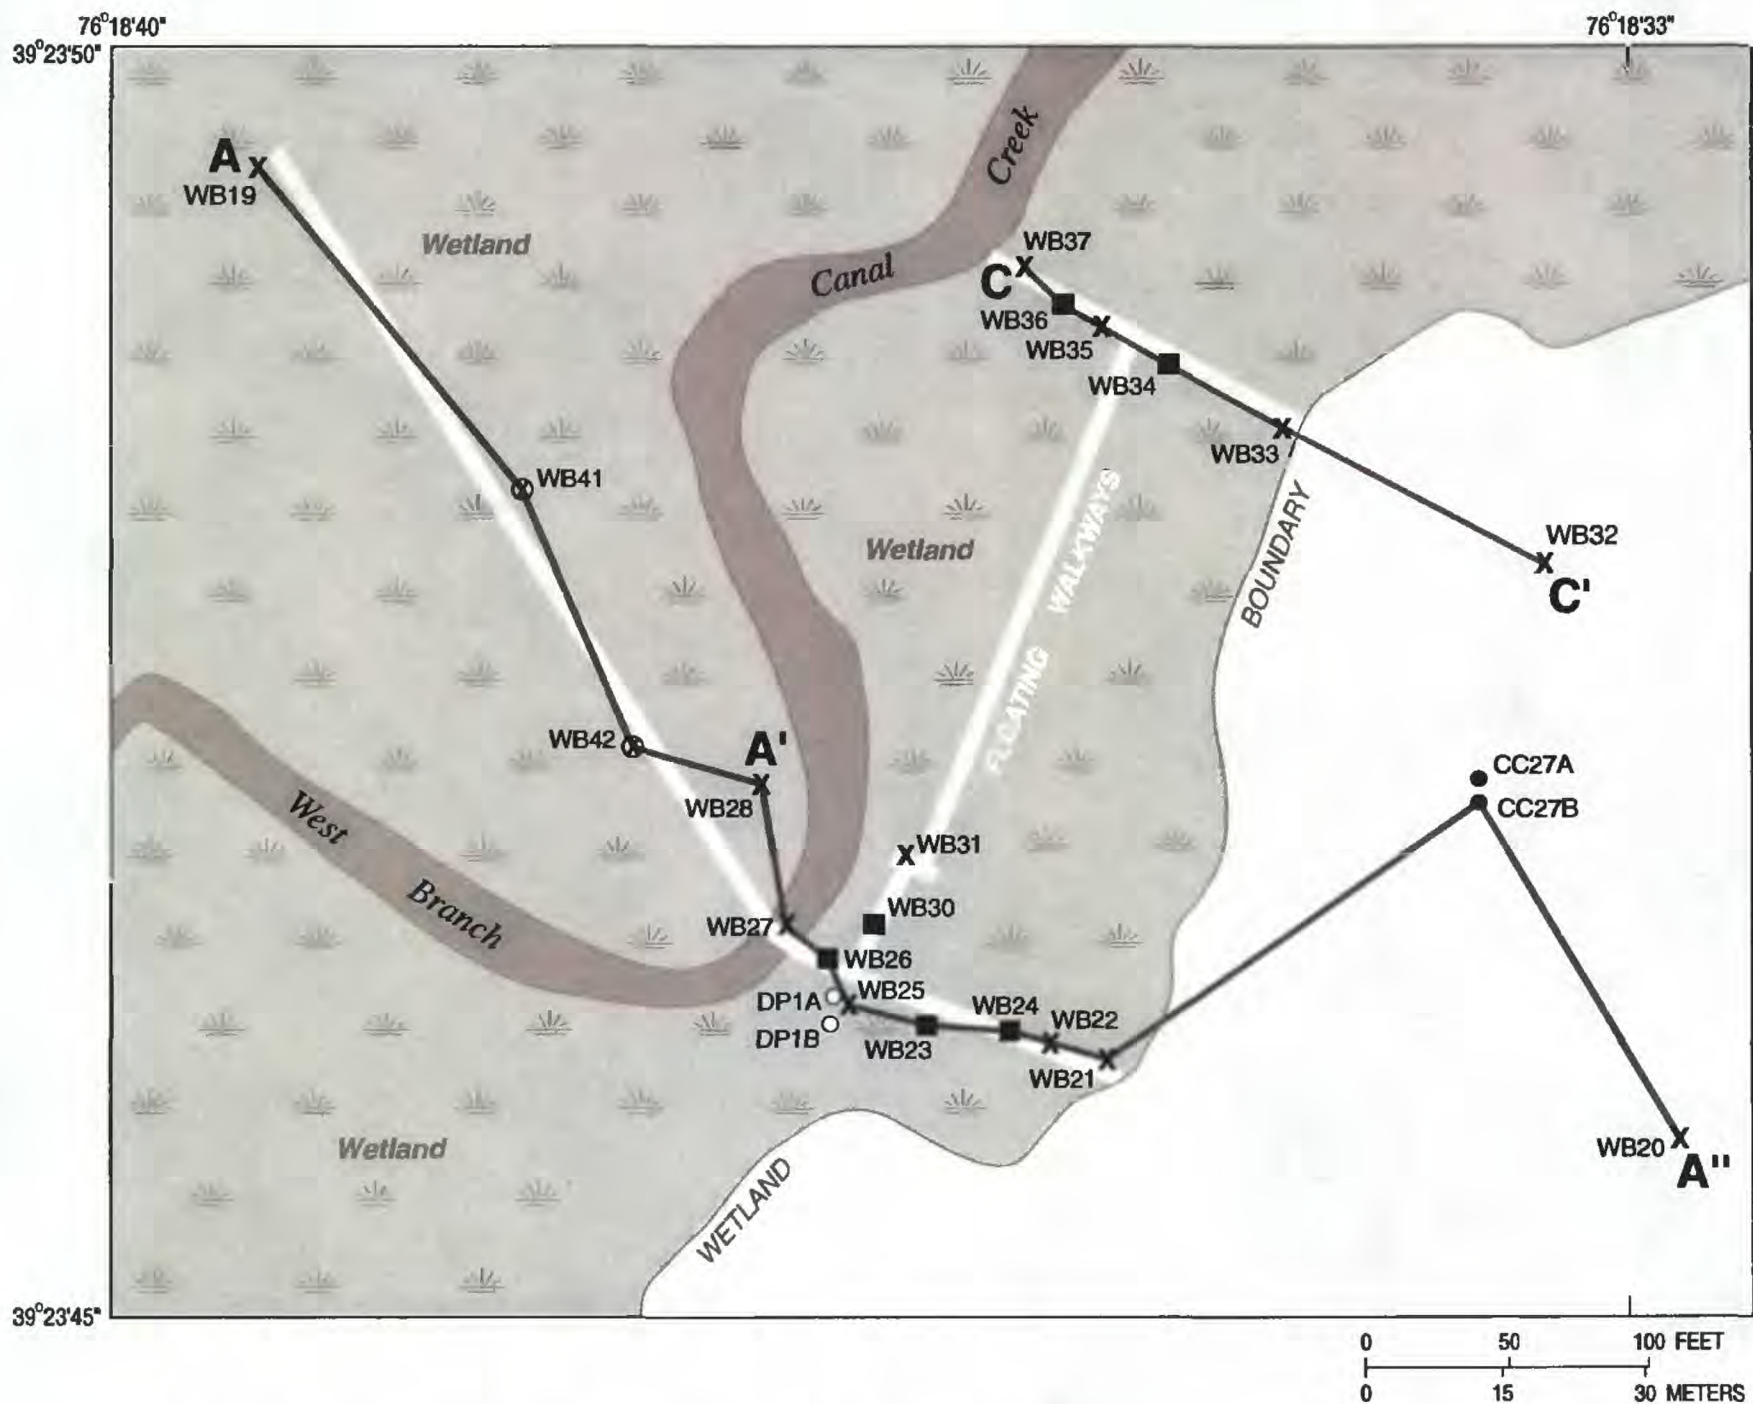 76°18'40"
76°18'33"
39°23'50"
Creek
A
WB19
Wetland
WB37
Canal
C
WB36
WB35
WB34
WB33
WB41
WALKWAYS
BOUNDARY
Wetland
WB32
C'
FLOATING
WB42
A'
WB28
CC27A
CC27B
West
WB31
Branch
WB30
WB27
WB26
WB25
DP1A
WB24
WB22
DP1B
WB23
WB21
Wetland
WB20
A"
WETLAND
39°23'45"
0 50 100 FEET
0 15 30 METERS